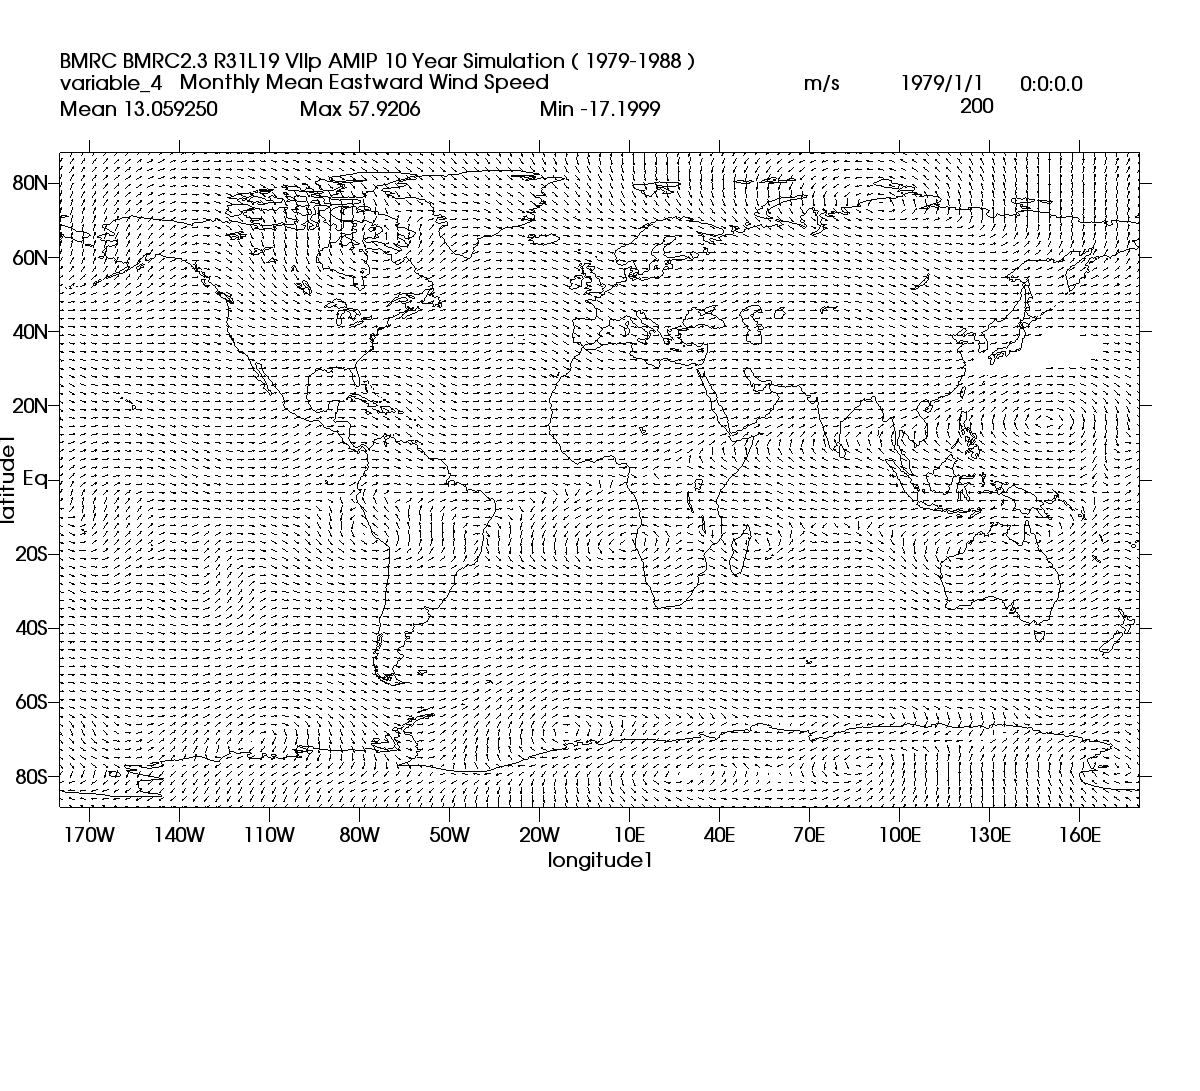 BMRC BMRC2.3 R31L19 VIIp AMIP 10 Year Simulation ( 1979-1988 )
variable_4 Monthly Mean Eastward Wind Speed m/s 1979/1/1 0:0:0.0
Mean 13.059250 Max 57.9206 Min -17.1999 200
80N
60N
40N
20N
Eq
20S
40S
60S
80S
latitude1
170W 140W 110W 80W 50W 20W 10E 40E 70E 100E 130E 160E
longitude1